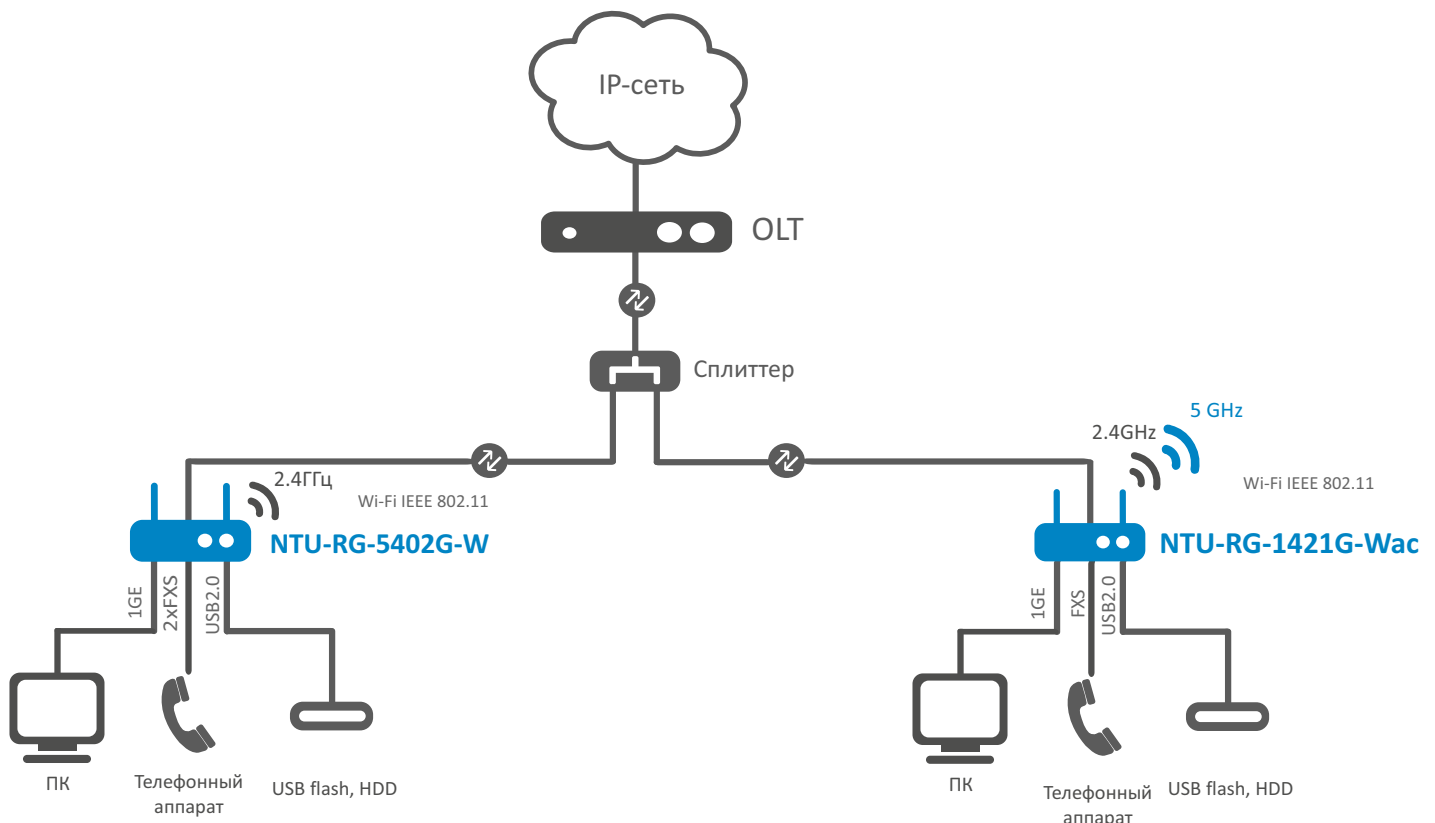 IP-сеть
OLT
Сплиттер
5 GHz
2.4GHz
Wi-Fi IEEE 802.11
2.4ГГц
Wi-Fi IEEE 802.11
NTU-RG-5402G-W
NTU-RG-1421G-Wac
1GE
2xFXS
USB2.0
1GE
FXS
USB2.0
ПК
Телефонный
аппарат
USB flash, HDD
ПК
Телефонный
аппарат
USB flash, HDD